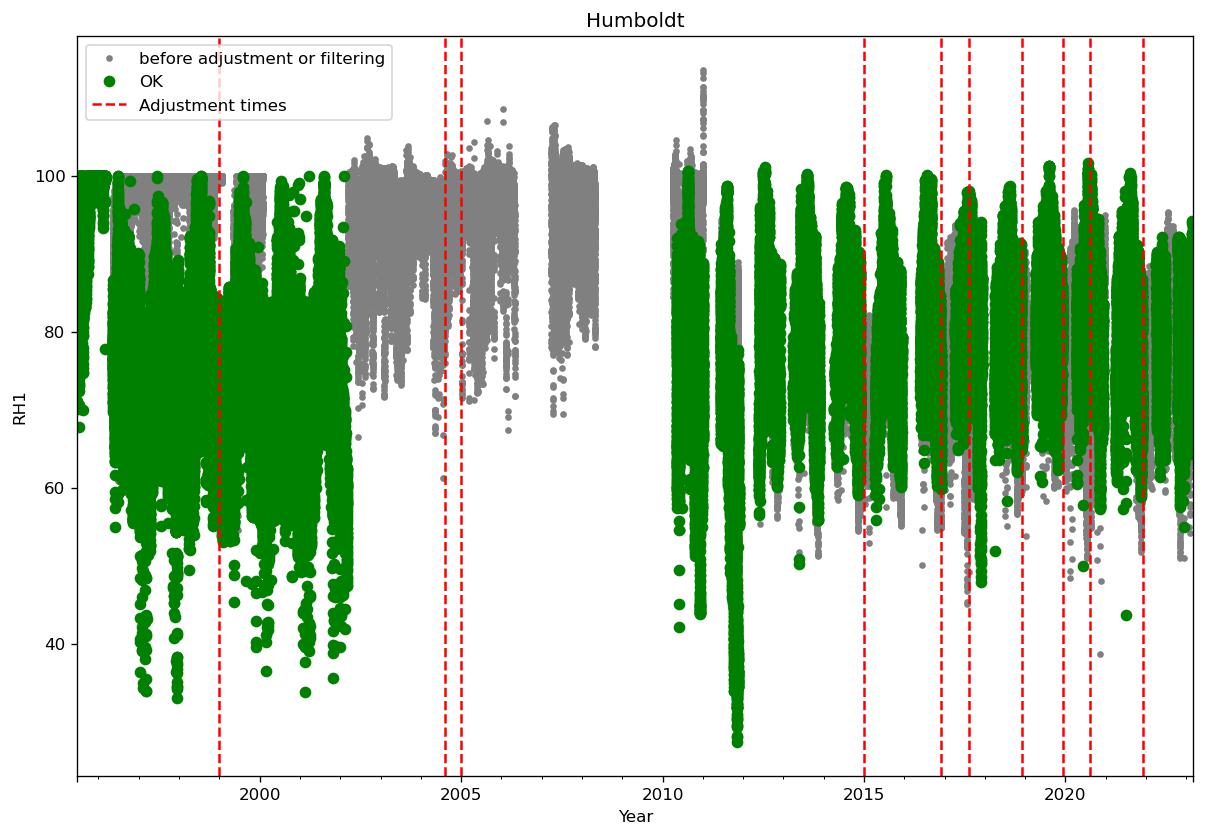 Humboldt
before adjustment or filtering
OK
Adjustment times
100
80
60
40
RH1
2000 2005 2010 2015 2020
Year